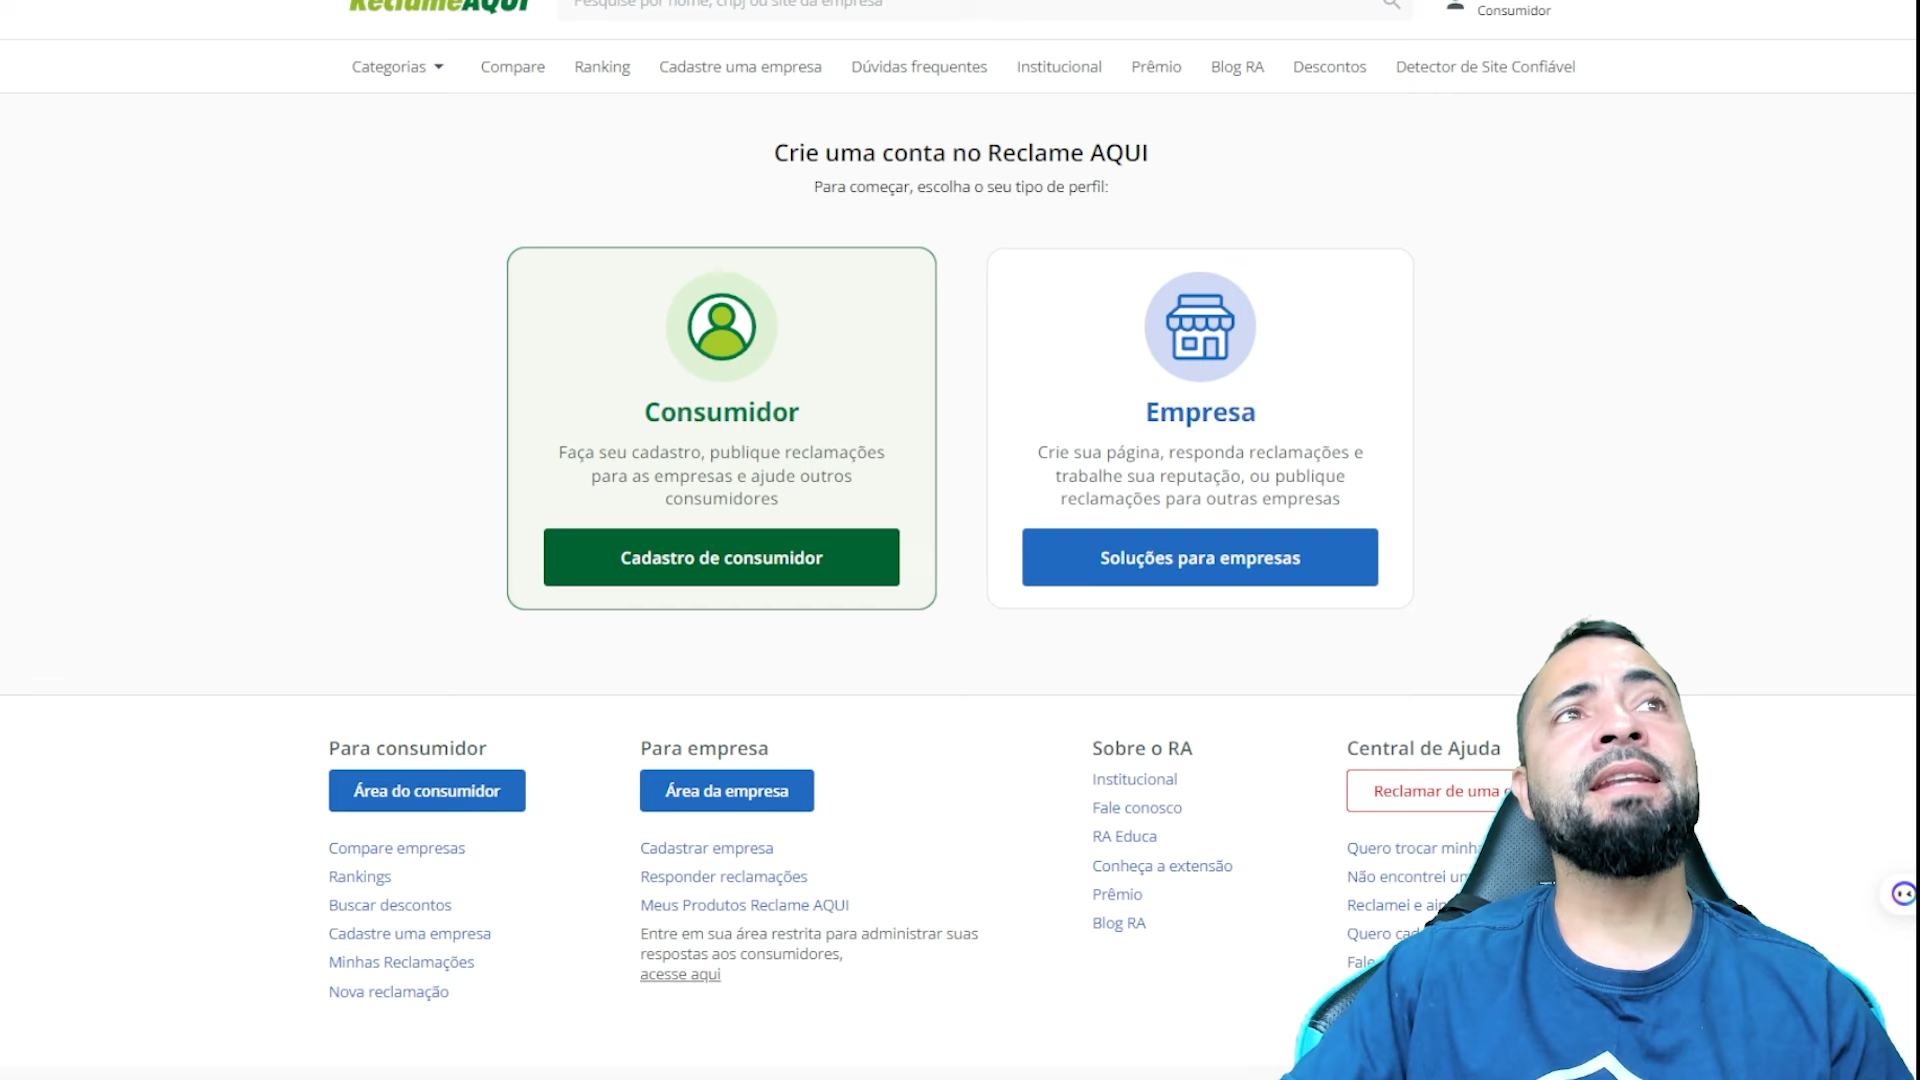 ReclameAQUI
Pesquise por nome, cnpj ou site da empresa
Consumidor
Categorias Compare Ranking Cadastre uma empresa Dúvidas frequentes Institucional Prêmio Blog RA Descontos Detector de Site Confiável
Crie uma conta no Reclame AQUI
Para começar, escolha o seu tipo de perfil:
Consumidor
Faça seu cadastro, publique reclamações
para as empresas e ajude outros
consumidores
Cadastro de consumidor
Empresa
Crie sua página, responda reclamações e
trabalhe sua reputação, ou publique
reclamações para outras empresas
Soluções para empresas
Para consumidor
Área do consumidor
Compare empresas
Rankings
Buscar descontos
Cadastre uma empresa
Minhas Reclamações
Nova reclamação
Para empresa
Área da empresa
Cadastrar empresa
Responder reclamações
Meus Produtos Reclame AQUI
Entre em sua área restrita para administrar suas
respostas aos consumidores,
acesse aqui
Sobre o RA
Institucional
Fale conosco
RA Educa
Conheça a extensão
Prêmio
Blog RA
Central de Ajuda
Reclamar de uma
Quero trocar
Não encontrei
Reclamei e
Quero